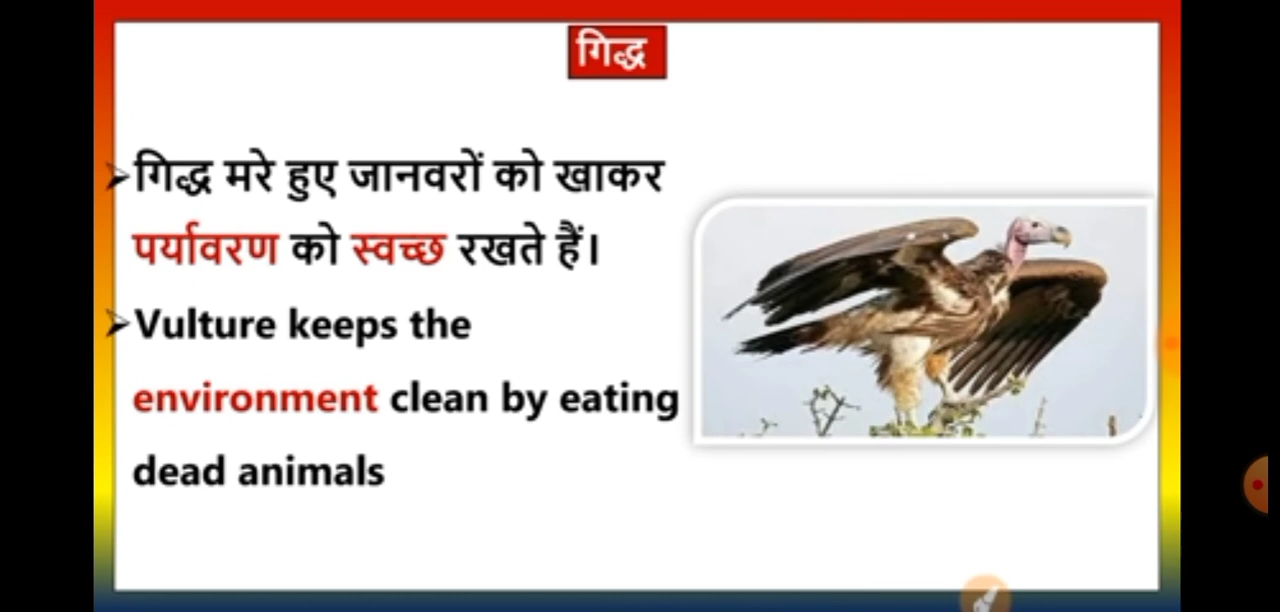 गिद्ध
गिद्ध मरे हुए जानवरों को खाकर
पर्यावरण को स्वच्छ रखते हैं।
Vulture keeps the
environment clean by eating
dead animals